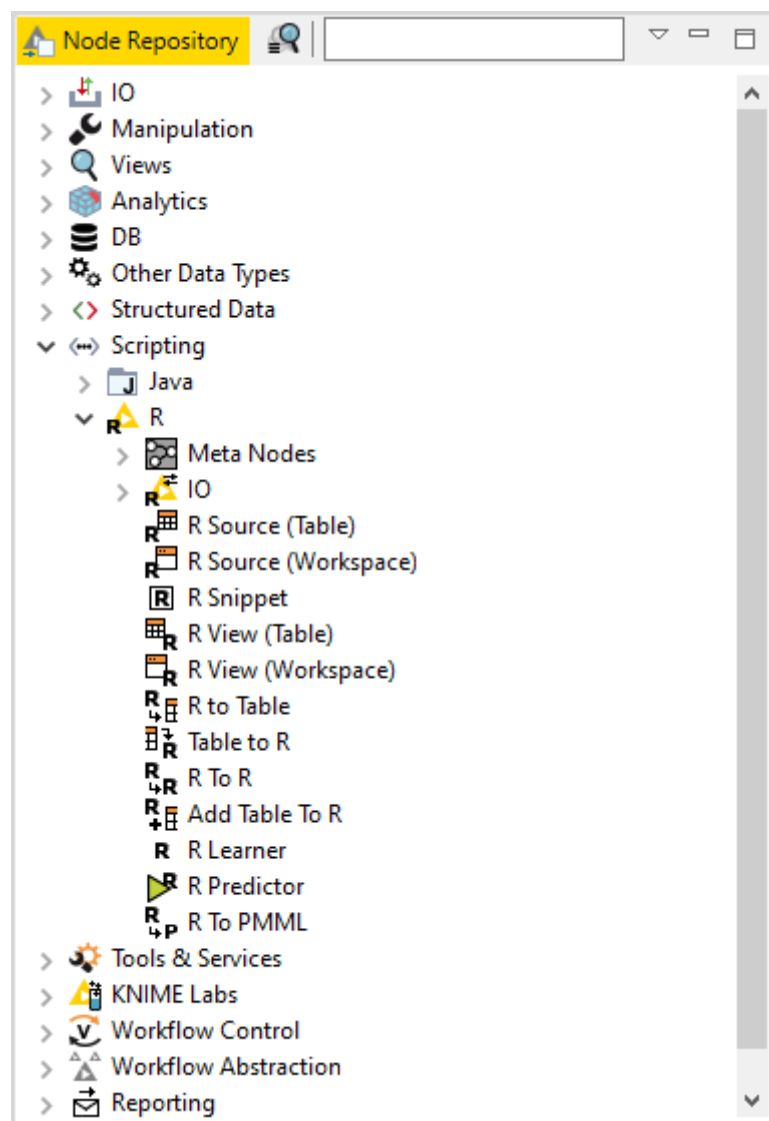 Node Repository
IO
Manipulation
Views
Analytics
DB
Other Data Types
Structured Data
Scripting
Java
R
Meta Nodes
IO
R Source (Table)
R Source (Workspace)
R Snippet
R View (Table)
R View (Workspace)
R to Table
Table to R
R To R
Add Table To R
R Learner
R Predictor
R To PMML
Tools & Services
KNIME Labs
Workflow Control
Workflow Abstraction
Reporting